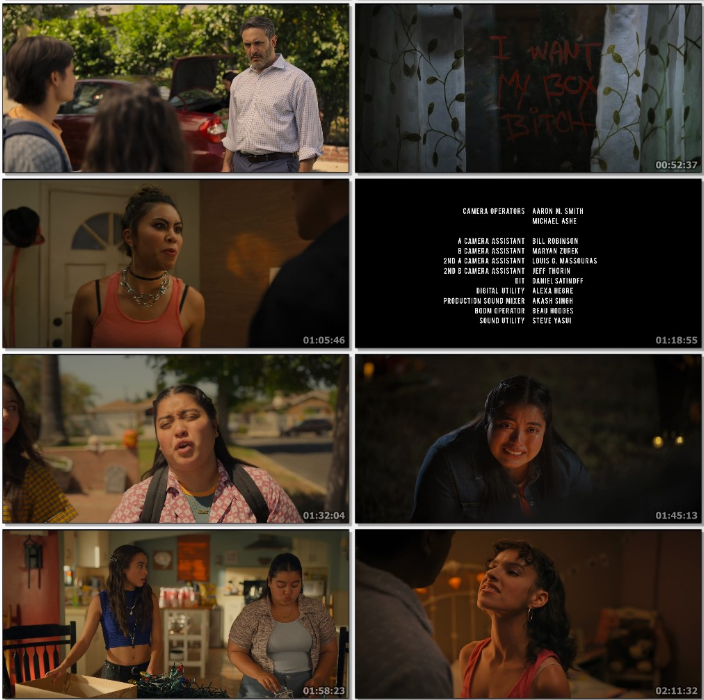 I WANT
MY BOX
BITCH
00:52:37
01:05:46
CAMERA OPERATORS AARON M. SMITH
MICHAEL ASHE
A CAMERA ASSISTANT BILL ROBINSON
B CAMERA ASSISTANT MARYAN ZUREK
2ND A CAMERA ASSISTANT LOUIS G. MASSOURAS
2ND B CAMERA ASSISTANT JEFF THORIN
DIT DANIEL SATINOFF
DIGITAL UTILITY ALEXA HEGRE
PRODUCTION SOUND MIXER AKASH SINGH
BOOM OPERATOR BEAU HODGES
SOUND UTILITY STEVE YASUI
01:18:55
01:32:04
01:45:13
01:58:23
02:11:32